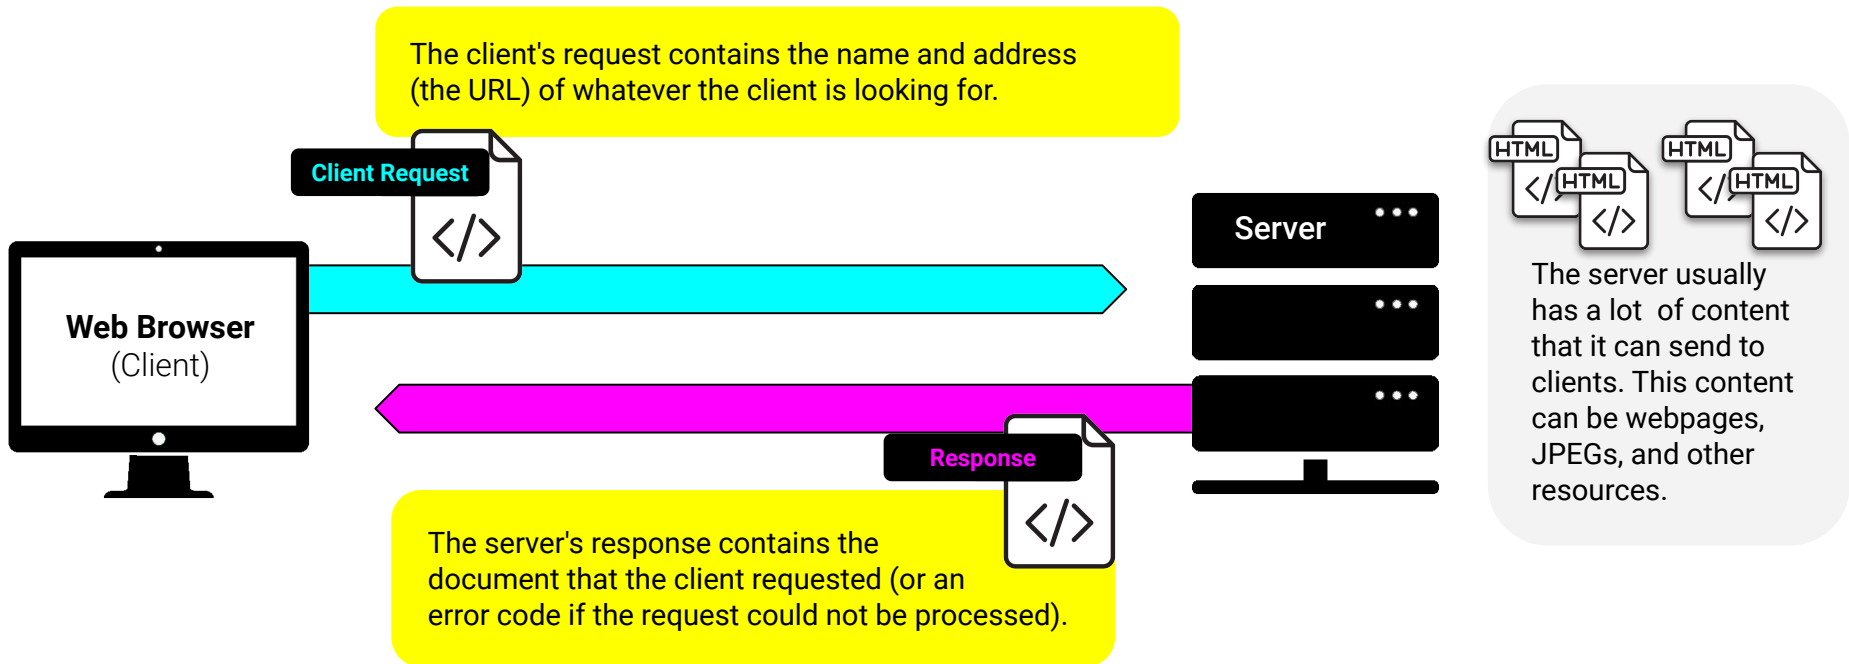 The client's request contains the name and address
(the URL) of whatever the client is looking for.
Client Request
</>
Web Browser
(Client)
Server
Response
</>
The server's response contains the
document that the client requested (or an
error code if the request could not be processed).
HTML
</>
HTML
</>
HTML
</>
HTML
</>
The server usually
has a lot  of content
that it can send to
clients. This content
can be webpages,
JPEGs, and other
resources.